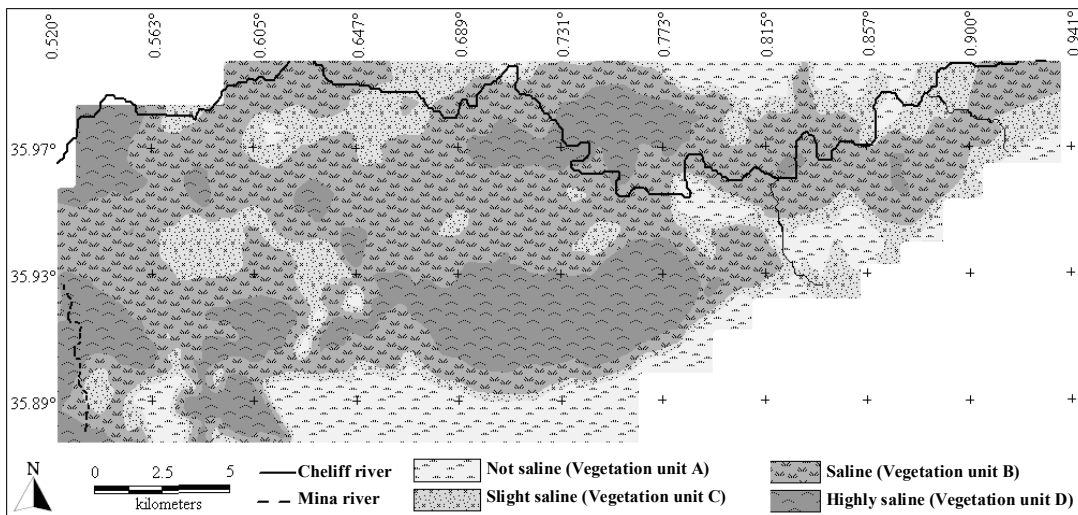 0.520° 0.563° 0.605° 0.647° 0.689° 0.731° 0.773° 0.815° 0.857° 0.900° 0.941°
35.97°
35.93°
35.89°
N
0 2.5 5
kilometers
Cheliff river
Mina river
Not saline (Vegetation unit A)
Slight saline (Vegetation unit C)
Saline (Vegetation unit B)
Highly saline (Vegetation unit D)